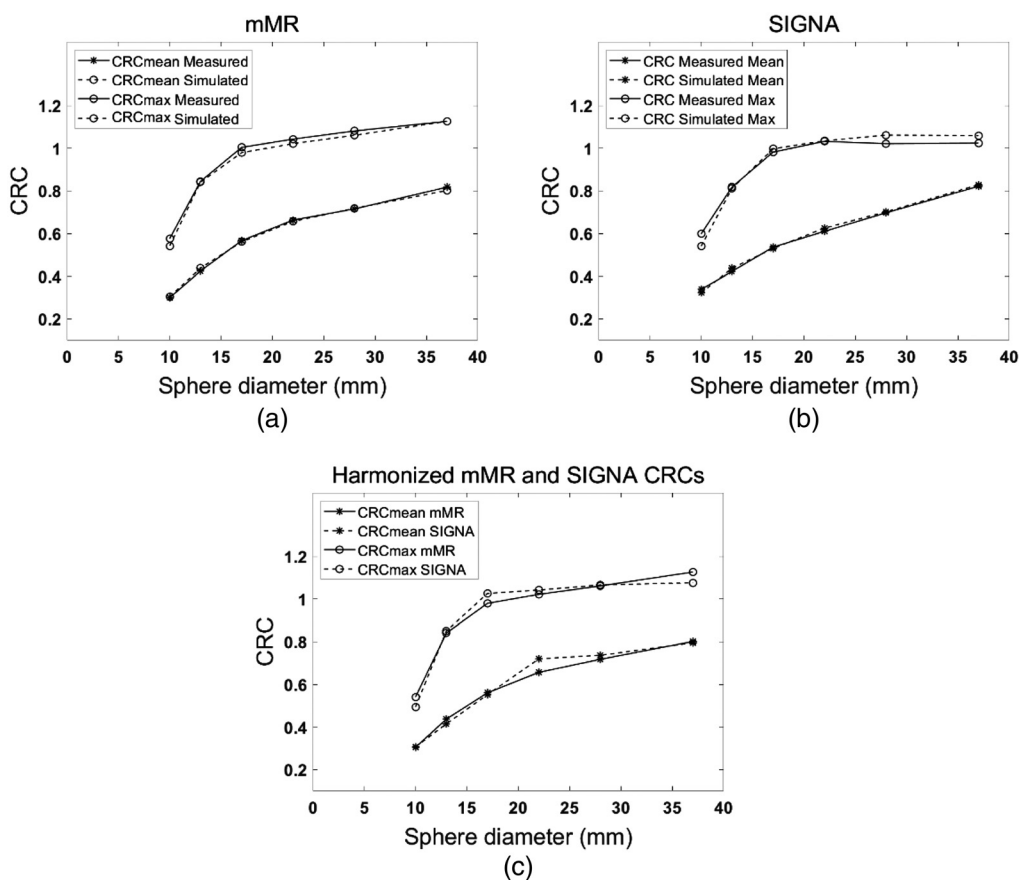 mMR
CRCmean Measured
CRCmean Simulated
CRCmax Measured
CRCmax Simulated
1.2
1
0.8
0.6
0.4
0.2
CRC
0 5 10 15 20 25 30 35 40
Sphere diameter (mm)
(a)
SIGNA
CRC Measured Mean
CRC Simulated Mean
CRC Measured Max
CRC Simulated Max
1.2
1
0.8
0.6
0.4
0.2
CRC
0 5 10 15 20 25 30 35 40
Sphere diameter (mm)
(b)
Harmonized mMR and SIGNA CRCs
CRCmean mMR
CRCmean SIGNA
CRCmax mMR
CRCmax SIGNA
1.2
1
0.8
0.6
0.4
0.2
CRC
0 5 10 15 20 25 30 35 40
Sphere diameter (mm)
(c)